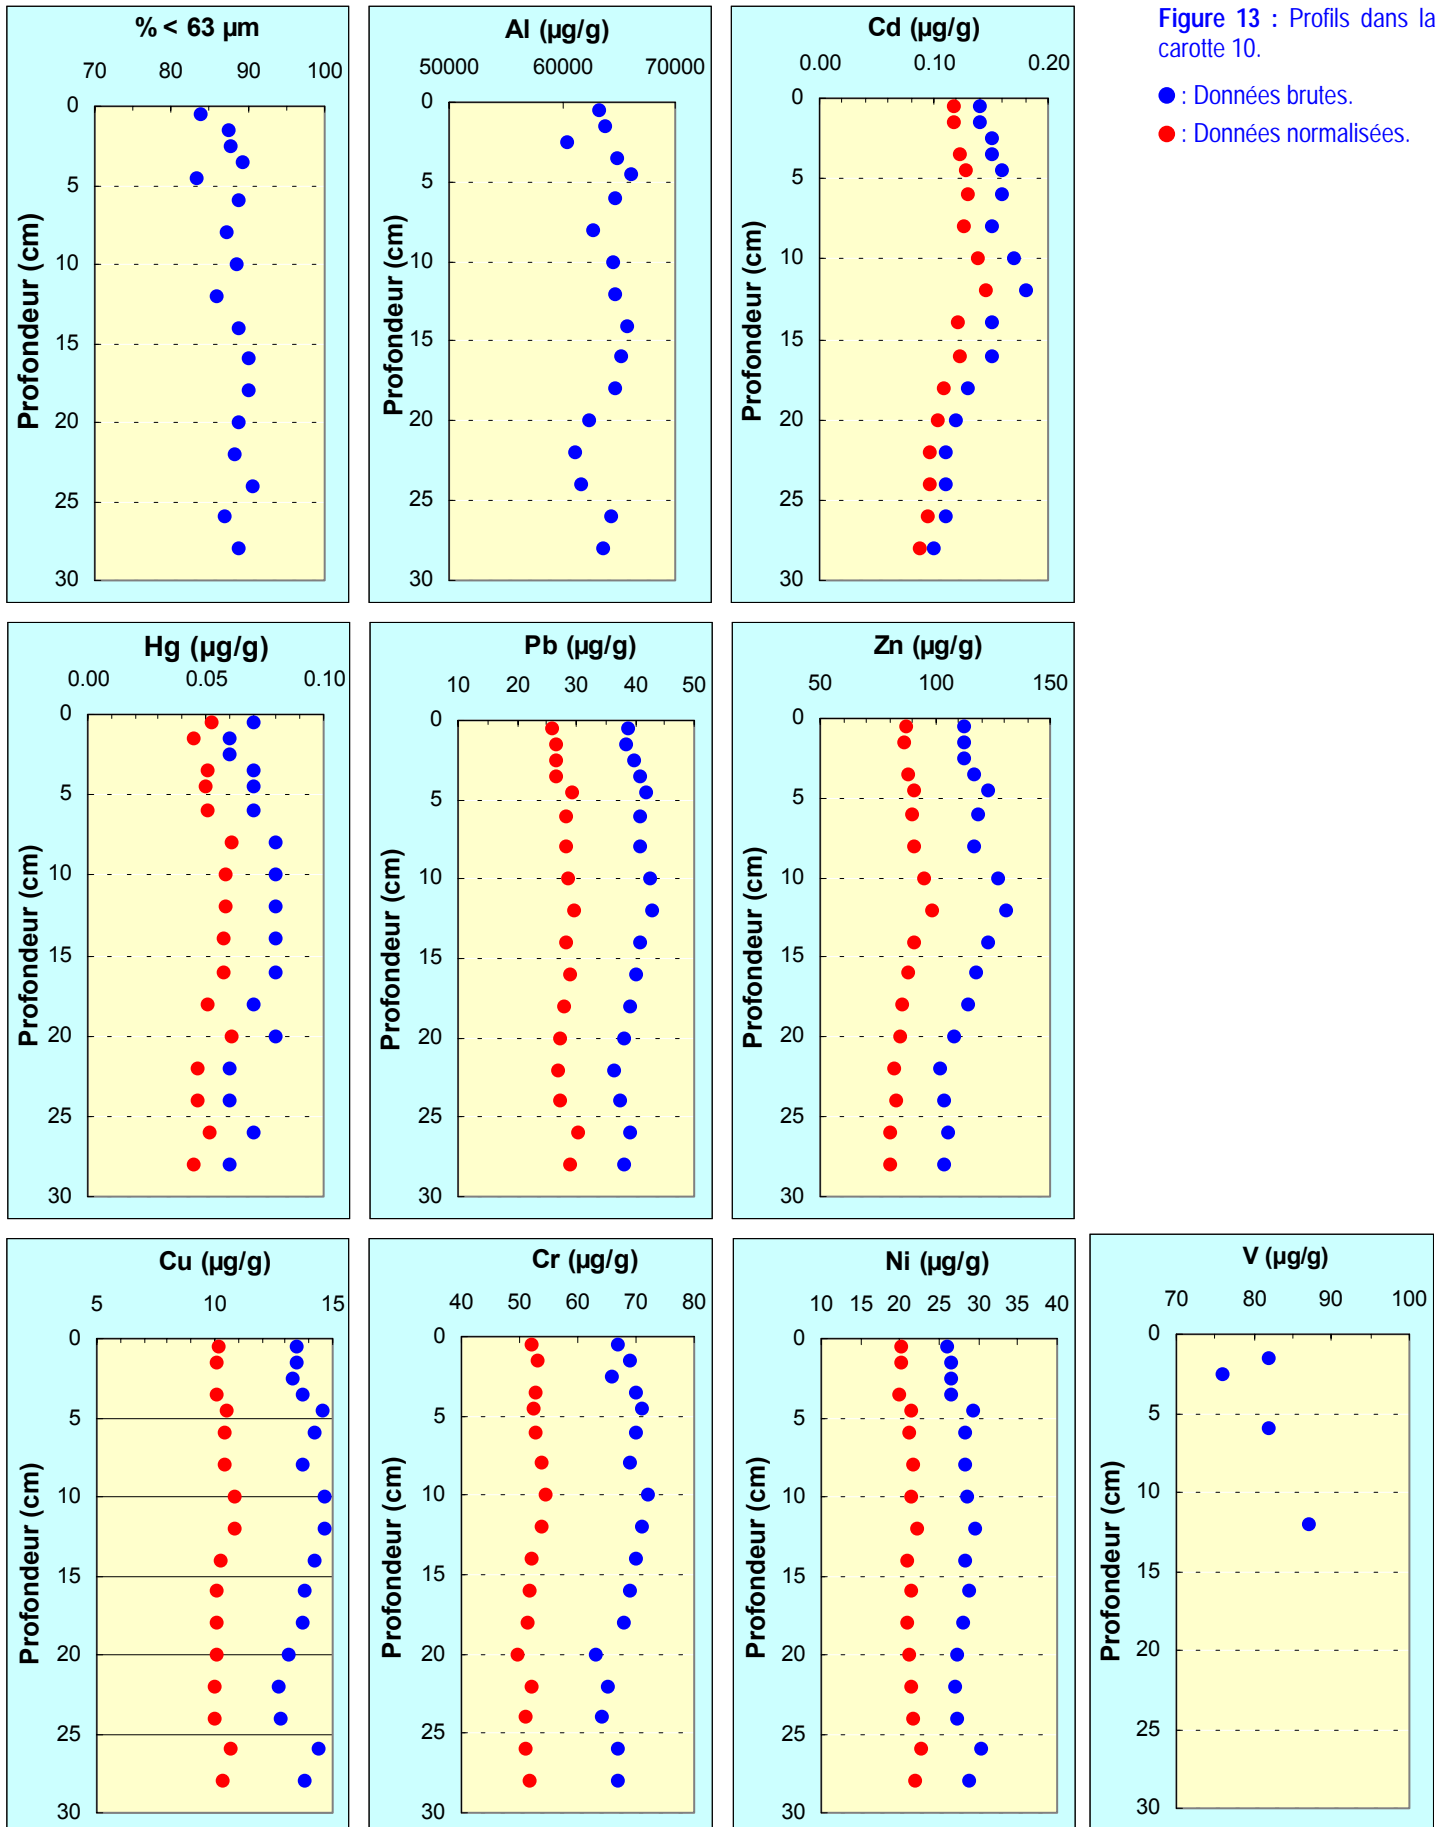 % < 63 µm
70 80 90 100
0
5
10
15
20
25
30
Profondeur (cm)
Al (µg/g)
50000 60000 70000
0
5
10
15
20
25
30
Profondeur (cm)
Cd (µg/g)
0.00 0.10 0.20
0
5
10
15
20
25
30
Profondeur (cm)
Figure 13 : Profils dans la
carotte 10.
: Données brutes.
: Données normalisées.
Hg (µg/g)
0.00 0.05 0.10
0
5
10
15
20
25
30
Profondeur (cm)
Pb (µg/g)
10 20 30 40 50
0
5
10
15
20
25
30
Profondeur (cm)
Zn (µg/g)
50 100 150
0
5
10
15
20
25
30
Profondeur (cm)
Cu (µg/g)
5 10 15
0
5
10
15
20
25
30
Profondeur (cm)
Cr (µg/g)
40 50 60 70 80
0
5
10
15
20
25
30
Profondeur (cm)
Ni (µg/g)
10 15 20 25 30 35 40
0
5
10
15
20
25
30
Profondeur (cm)
V (µg/g)
70 80 90 100
0
5
10
15
20
25
30
Profondeur (cm)